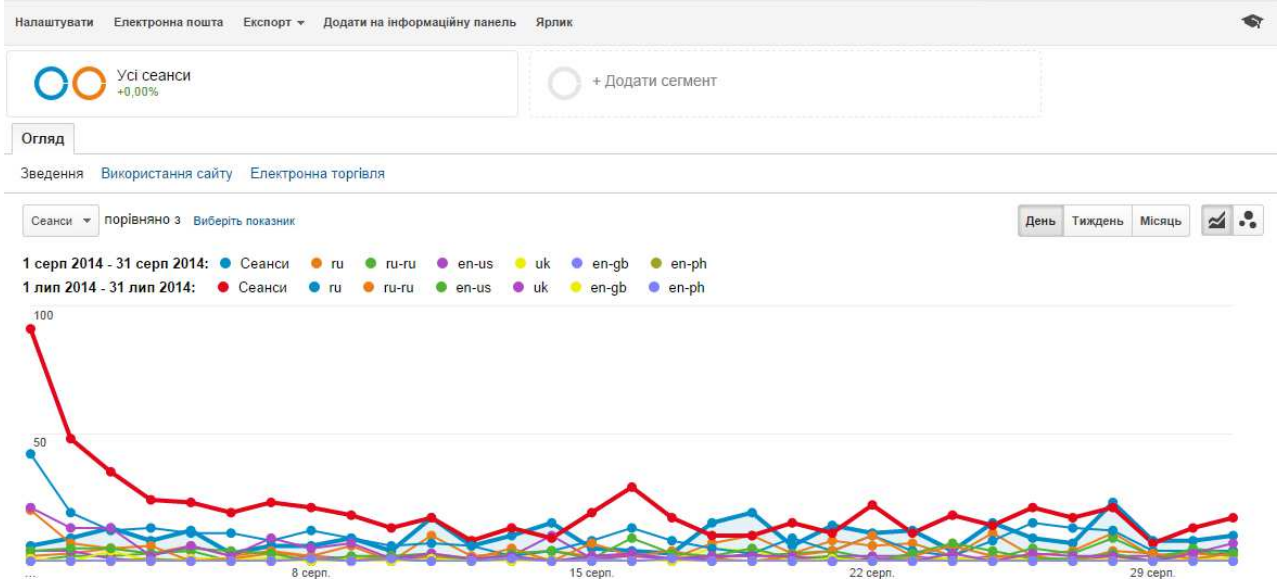 Налаштувати Електронна пошта Експорт Додати на інформаційну панель Ярлик
Усі сеанси
+0,00%
+ Додати сегмент
Огляд
Зведення Використання сайту Електронна торгівля
Сеанси порівняно з Виберіть показник День Тиждень Місяць
1 серп 2014 - 31 серп 2014: Сеанси ru ru-ru en-us uk en-gb en-ph
1 лип 2014 - 31 лип 2014: Сеанси ru ru-ru en-us uk en-gb en-ph
100
50
... 8 серп. 15 серп. 22 серп. 29 серп.